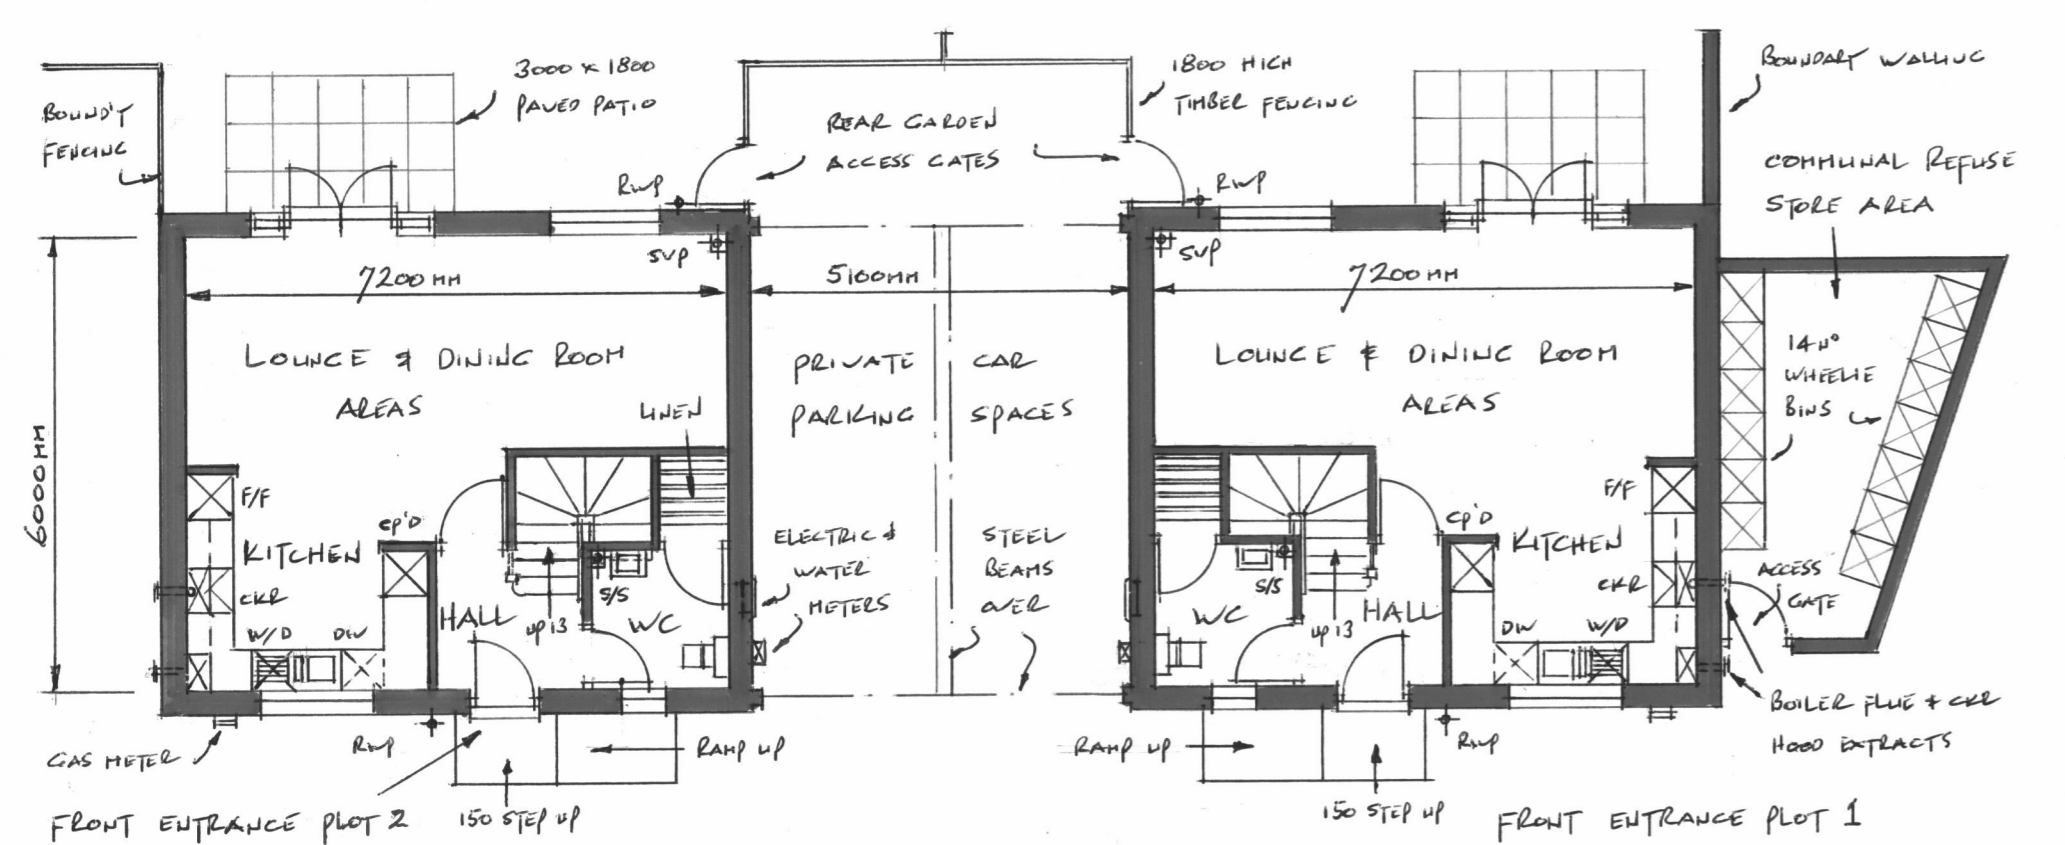 BOUND'Y
FENCING
3000 x 1800
PAVED PATIO
REAR GARDEN
ACCESS GATES
1800 HIGH
TIMBER FENCING
BOUNDARY WALLING
COMMUNAL REFUSE
STORE AREA
RWP
RWP
SVP
SVP
7200MM
5100MM
7200MM
6000MM
LOUNGE & DINING ROOM
AREAS
LINEN
PRIVATE CAR
PARKING SPACES
LOUNGE & DINING ROOM
AREAS
14Nº
WHEELIE
BINS
F/F
KITCHEN
CP'D
CKR
W/D
DW
HALL
UP 13
S/S
WC
ELECTRIC &
WATER
METERS
STEEL
BEAMS
OVER
WC
S/S
UP 13
HALL
CP'D
F/F
KITCHEN
CKR
DW
W/D
ACCESS
GATE
GAS METER
RWP
RAMP UP
RAMP UP
RWP
BOILER FLUE & CKR
HOOD EXTRACTS
FRONT ENTRANCE PLOT 2
150 STEP UP
150 STEP UP
FRONT ENTRANCE PLOT 1